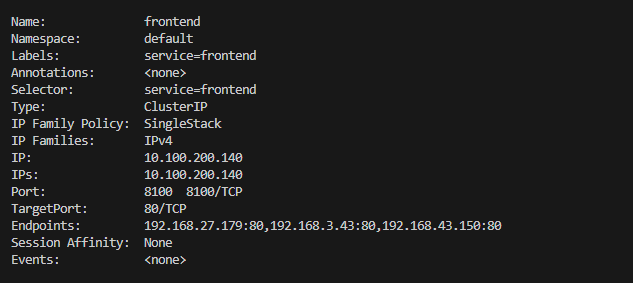 Name:              frontend
Namespace:         default
Labels:            service=frontend
Annotations:       <none>
Selector:          service=frontend
Type:              ClusterIP
IP Family Policy:  SingleStack
IP Families:       IPv4
IP:                10.100.200.140
IPs:               10.100.200.140
Port:              8100  8100/TCP
TargetPort:        80/TCP
Endpoints:         192.168.27.179:80,192.168.3.43:80,192.168.43.150:80
Session Affinity:  None
Events:            <none>